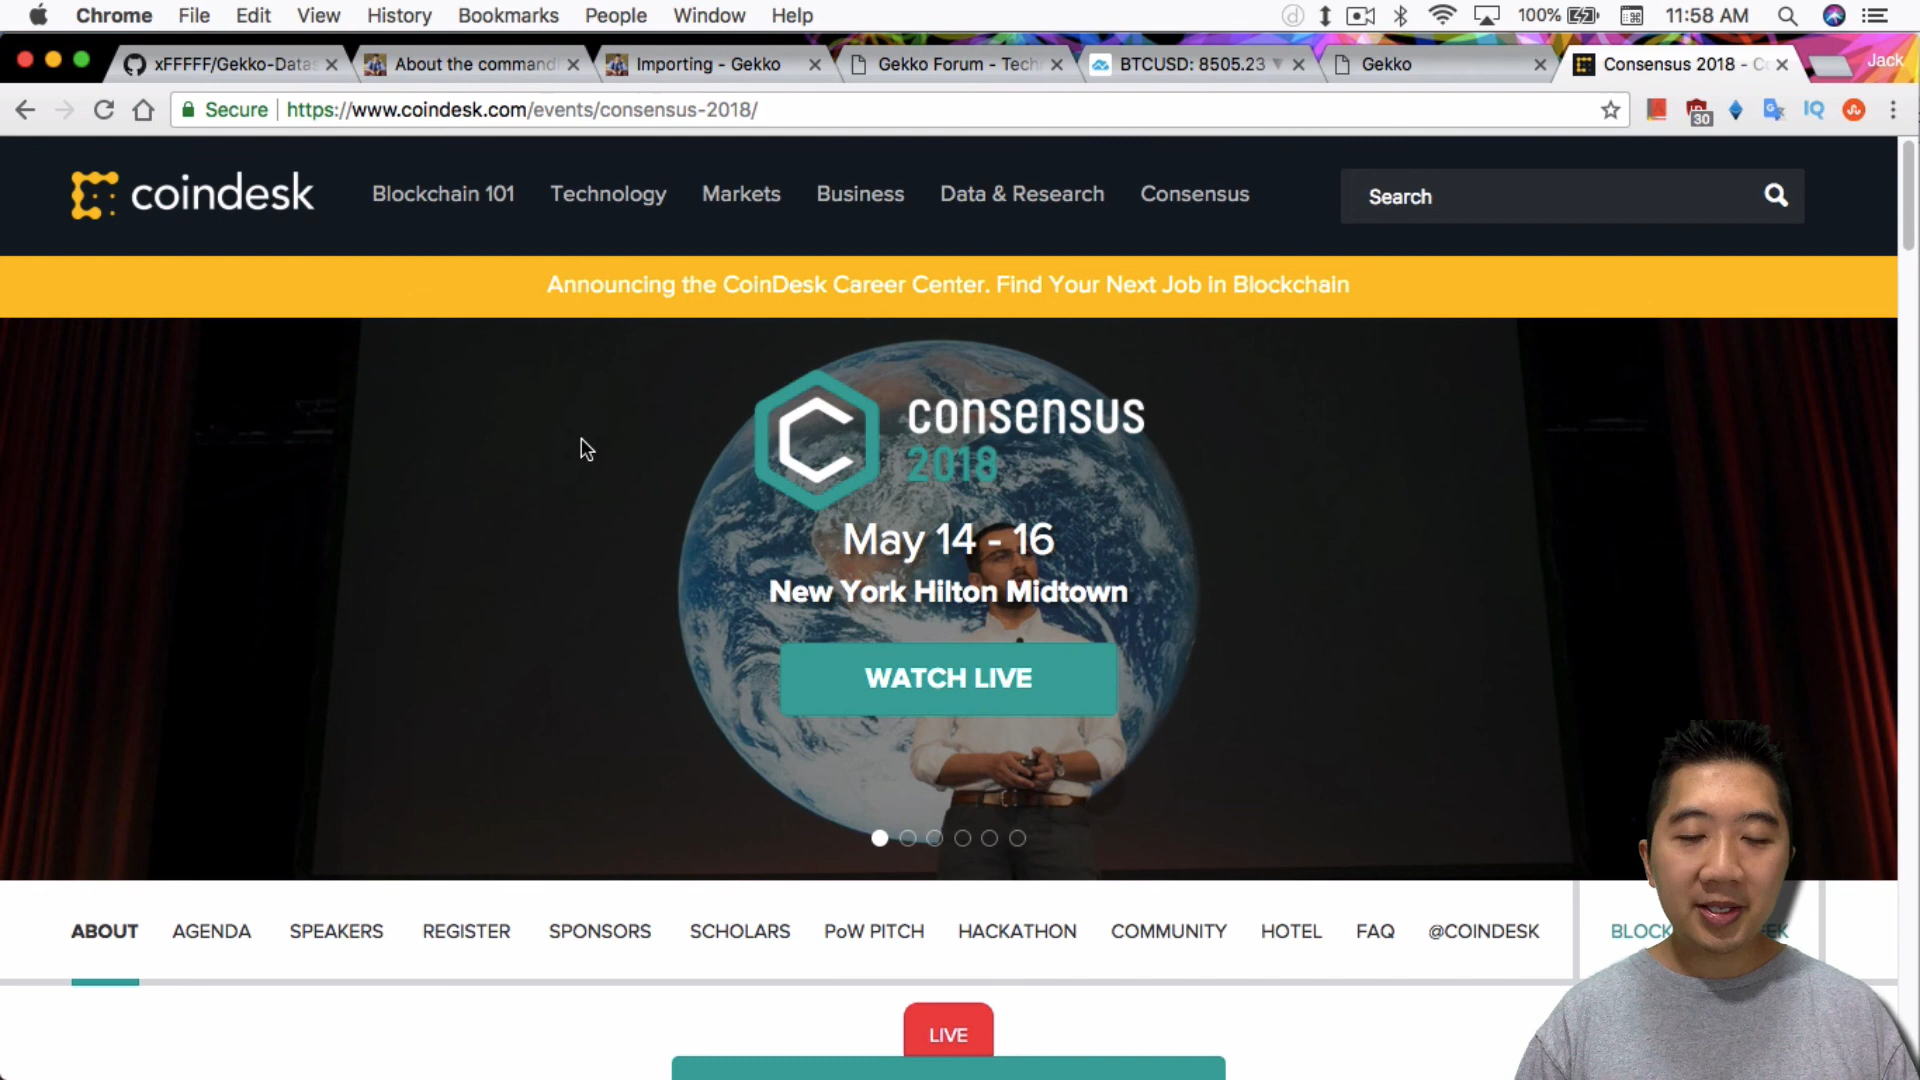 Chrome File Edit View History Bookmarks People Window Help 100% 11:58 AM
xFFFFF/Gekko-Datas About the command Importing - Gekko Gekko Forum - Tech BTCUSD: 8505.23 ▼ Gekko Consensus 2018 - Co Jack
Secure https://www.coindesk.com/events/consensus-2018/ 30 IQ
coindesk Blockchain 101 Technology Markets Business Data & Research Consensus Search
Announcing the CoinDesk Career Center. Find Your Next Job in Blockchain
consensus
2018
May 14 - 16
New York Hilton Midtown
WATCH LIVE
ABOUT AGENDA SPEAKERS REGISTER SPONSORS SCHOLARS PoW PITCH HACKATHON COMMUNITY HOTEL FAQ @COINDESK
LIVE